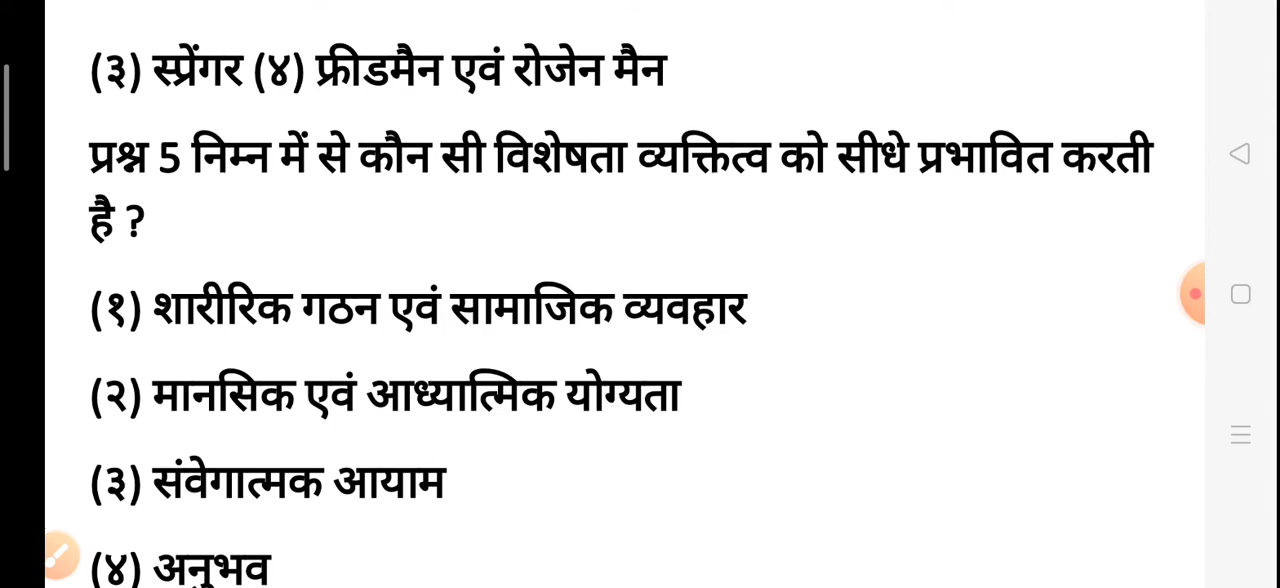 (३) स्प्रेंगर (४) फ्रीडमैन एवं रोजेन मैन
प्रश्न 5 निम्न में से कौन सी विशेषता व्यक्तित्व को सीधे प्रभावित करती
है ?
(१) शारीरिक गठन एवं सामाजिक व्यवहार
(२) मानसिक एवं आध्यात्मिक योग्यता
(३) संवेगात्मक आयाम
(४) अनुभव